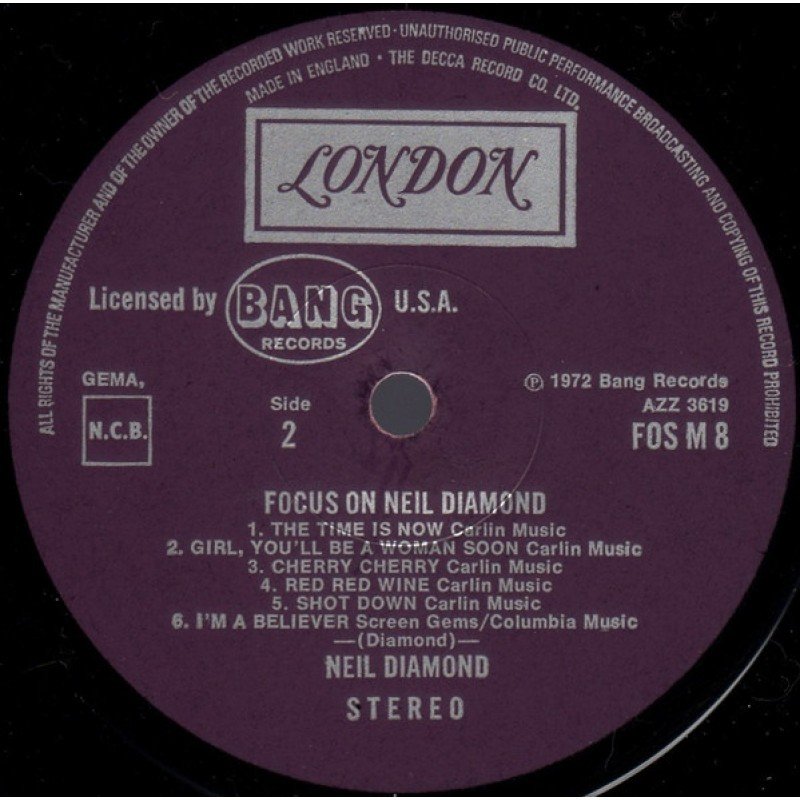 ALL RIGHTS OF THE MANUFACTURER AND OF THE OWNER OF THE RECORDED WORK RESERVED · UNAUTHORISED PUBLIC PERFORMANCE BROADCASTING AND COPYING OF THIS RECORD PROHIBITED
MADE IN ENGLAND · THE DECCA RECORD CO. LTD.
LONDON
Licensed by BANG RECORDS U.S.A.
GEMA,
N.C.B.
Side
2
℗ 1972 Bang Records
AZZ 3619
FOS M 8
FOCUS ON NEIL DIAMOND
1. THE TIME IS NOW Carlin Music
2. GIRL, YOU'LL BE A WOMAN SOON Carlin Music
3. CHERRY CHERRY Carlin Music
4. RED RED WINE Carlin Music
5. SHOT DOWN Carlin Music
6. I'M A BELIEVER Screen Gems/Columbia Music
—(Diamond)—
NEIL DIAMOND
STEREO